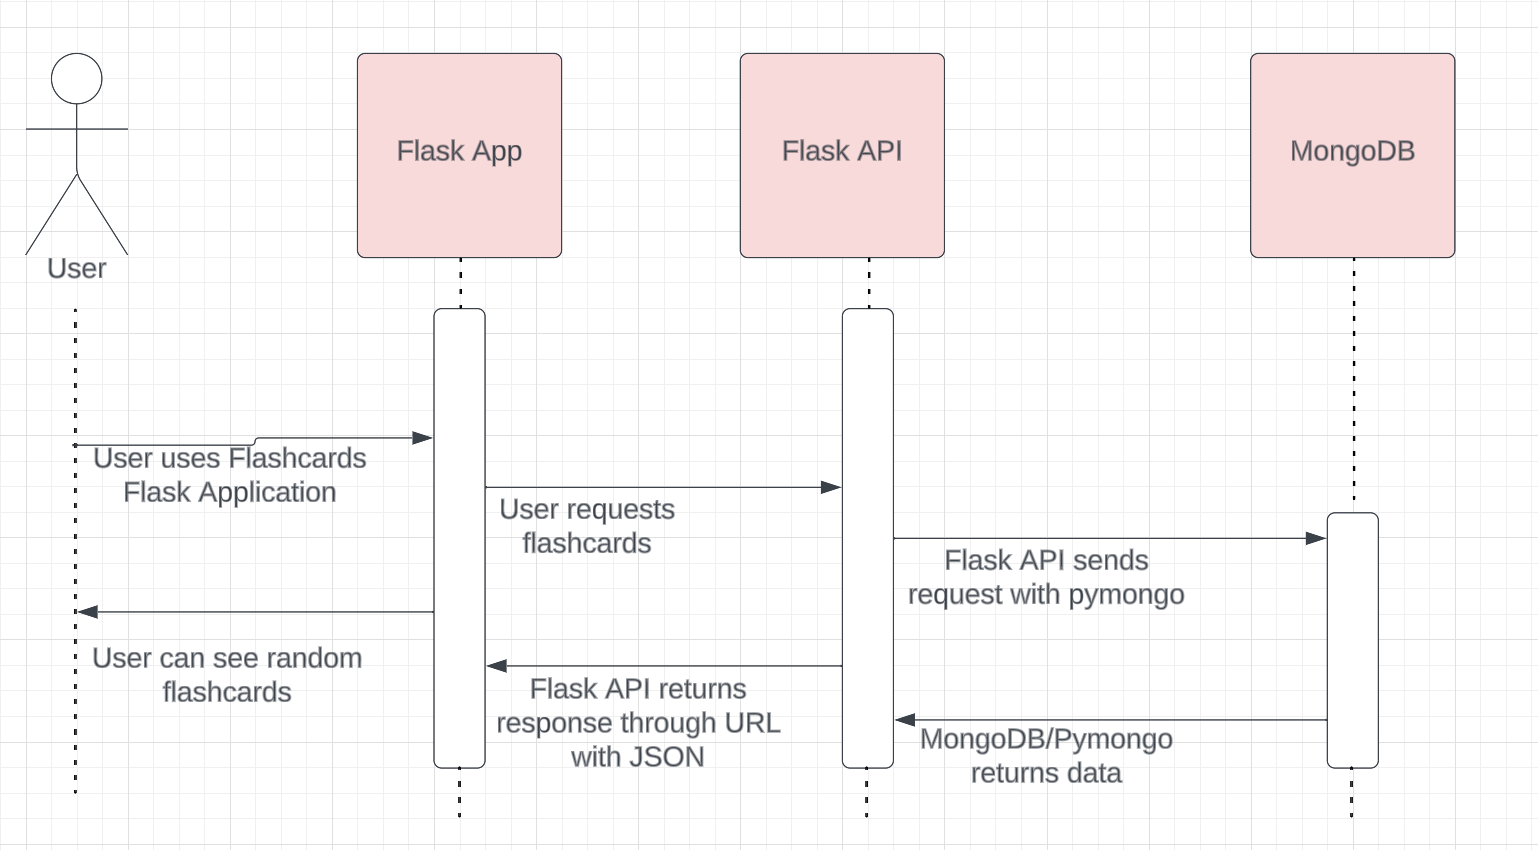 Flask App
Flask API
MongoDB
User
User uses Flashcards
Flask Application
User requests
flashcards
Flask API sends
request with pymongo
User can see random
flashcards
Flask API returns
response through URL
with JSON
MongoDB/Pymongo
returns data